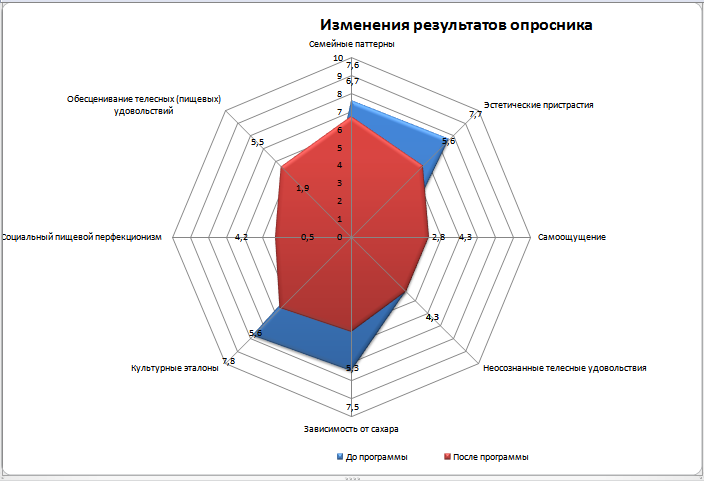 Изменения результатов опросника
Семейные паттерны
10
7,6
9
6,7
8
7
6
5
4
3
2
1
0
Эстетические пристрастия
7,7
5,6
Самоощущение
2,8
4,3
Неосознанные телесные удовольствия
4,3
Зависимость от сахара
5,3
7,5
Культурные эталоны
5,6
7,8
Социальный пищевой перфекционизм
4,2
0,5
Обесценивание телесных (пищевых)
удовольствий
5,5
1,9
До программы
После программы